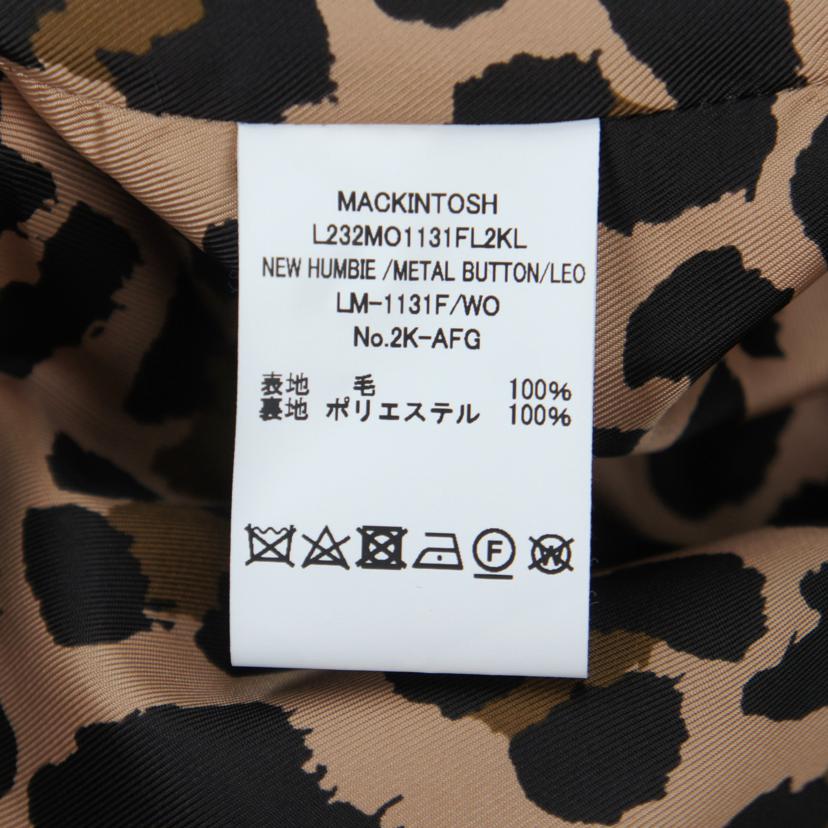 MACKINTOSH
L232MO1131FL2KL
NEW HUMBIE /METAL BUTTON/LEO
LM-1131F/WO
No.2K-AFG
表地 毛 100%
裏地 ポリエステル 100%
F W